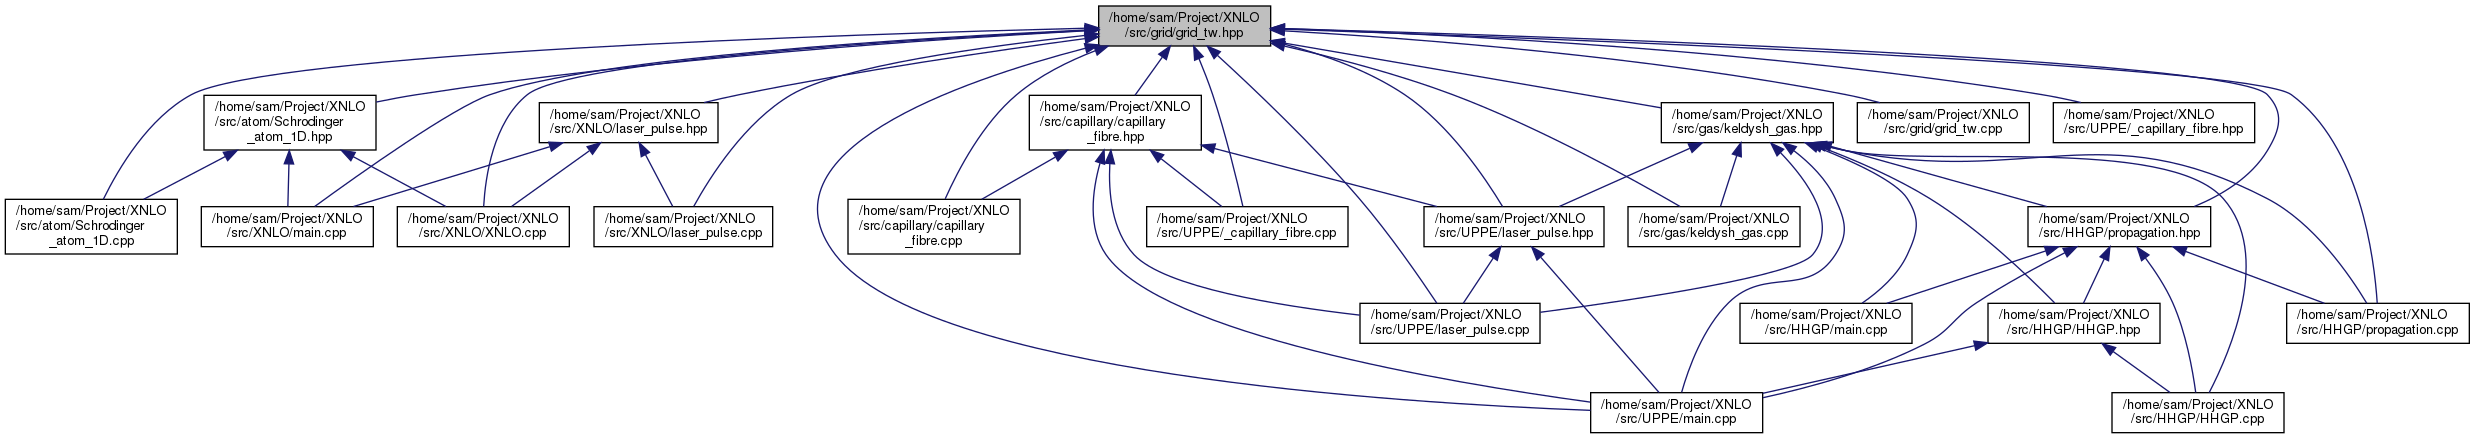 /home/sam/Project/XNLO
/src/grid/grid_tw.hpp
/home/sam/Project/XNLO
/src/atom/Schrodinger
_atom_1D.hpp
/home/sam/Project/XNLO
/src/XNLO/laser_pulse.hpp
/home/sam/Project/XNLO
/src/capillary/capillary
_fibre.hpp
/home/sam/Project/XNLO
/src/gas/keldysh_gas.hpp
/home/sam/Project/XNLO
/src/grid/grid_tw.cpp
/home/sam/Project/XNLO
/src/UPPE/_capillary_fibre.hpp
/home/sam/Project/XNLO
/src/atom/Schrodinger
_atom_1D.cpp
/home/sam/Project/XNLO
/src/XNLO/main.cpp
/home/sam/Project/XNLO
/src/XNLO/XNLO.cpp
/home/sam/Project/XNLO
/src/XNLO/laser_pulse.cpp
/home/sam/Project/XNLO
/src/capillary/capillary
_fibre.cpp
/home/sam/Project/XNLO
/src/UPPE/_capillary_fibre.cpp
/home/sam/Project/XNLO
/src/UPPE/laser_pulse.hpp
/home/sam/Project/XNLO
/src/gas/keldysh_gas.cpp
/home/sam/Project/XNLO
/src/HHGP/propagation.hpp
/home/sam/Project/XNLO
/src/UPPE/laser_pulse.cpp
/home/sam/Project/XNLO
/src/HHGP/main.cpp
/home/sam/Project/XNLO
/src/HHGP/HHGP.hpp
/home/sam/Project/XNLO
/src/HHGP/propagation.cpp
/home/sam/Project/XNLO
/src/UPPE/main.cpp
/home/sam/Project/XNLO
/src/HHGP/HHGP.cpp